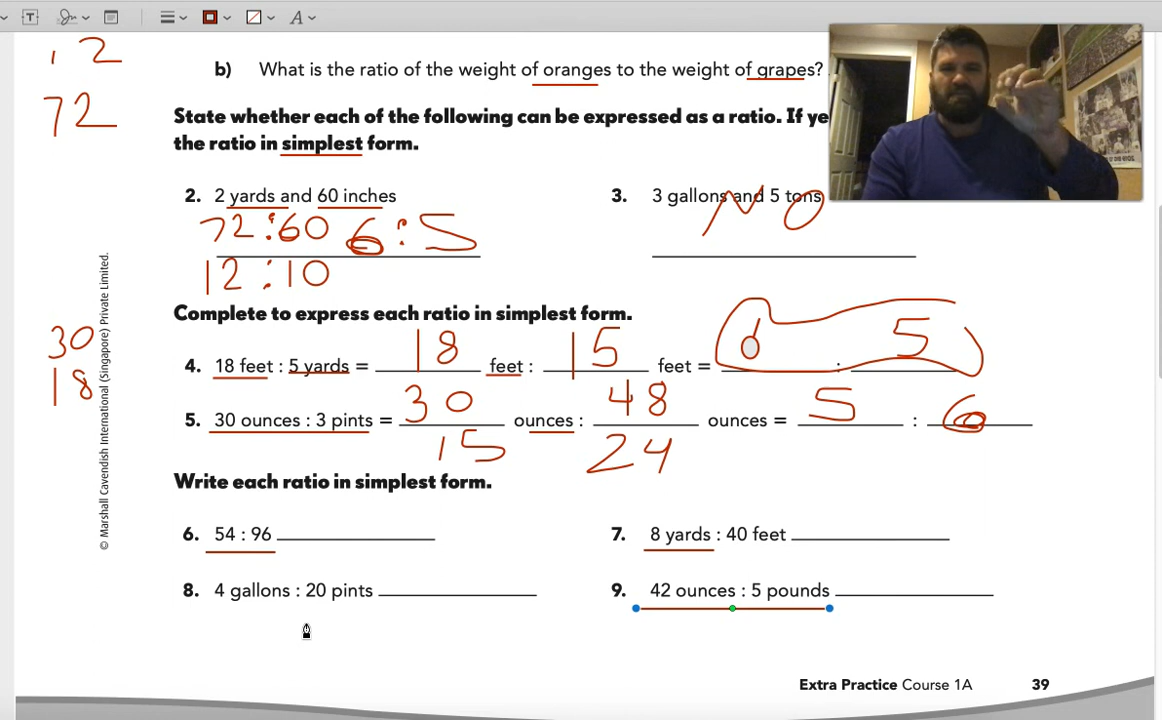 T A
12
72
b) What is the ratio of the weight of oranges to the weight of grapes?
State whether each of the following can be expressed as a ratio. If ye
the ratio in simplest form.
2. 2 yards and 60 inches
72:60 6:5
12:10
3. 3 gallons and 5 tons
NO
© Marshall Cavendish International (Singapore) Private Limited.
Complete to express each ratio in simplest form.
30
18
4. 18 feet : 5 yards = 18 feet : 15 feet = 6 : 5
5. 30 ounces : 3 pints = 30 ounces : 48 ounces = 5 : 6
15 24
Write each ratio in simplest form.
6. 54 : 96
7. 8 yards : 40 feet
8. 4 gallons : 20 pints
9. 42 ounces : 5 pounds
Extra Practice Course 1A 39